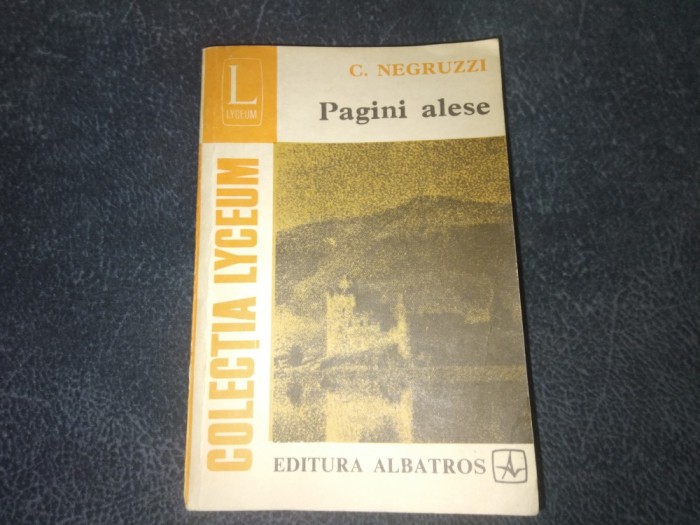 L
LYCEUM
C. NEGRUZZI
Pagini alese
COLECȚIA LYCEUM
EDITURA ALBATROS